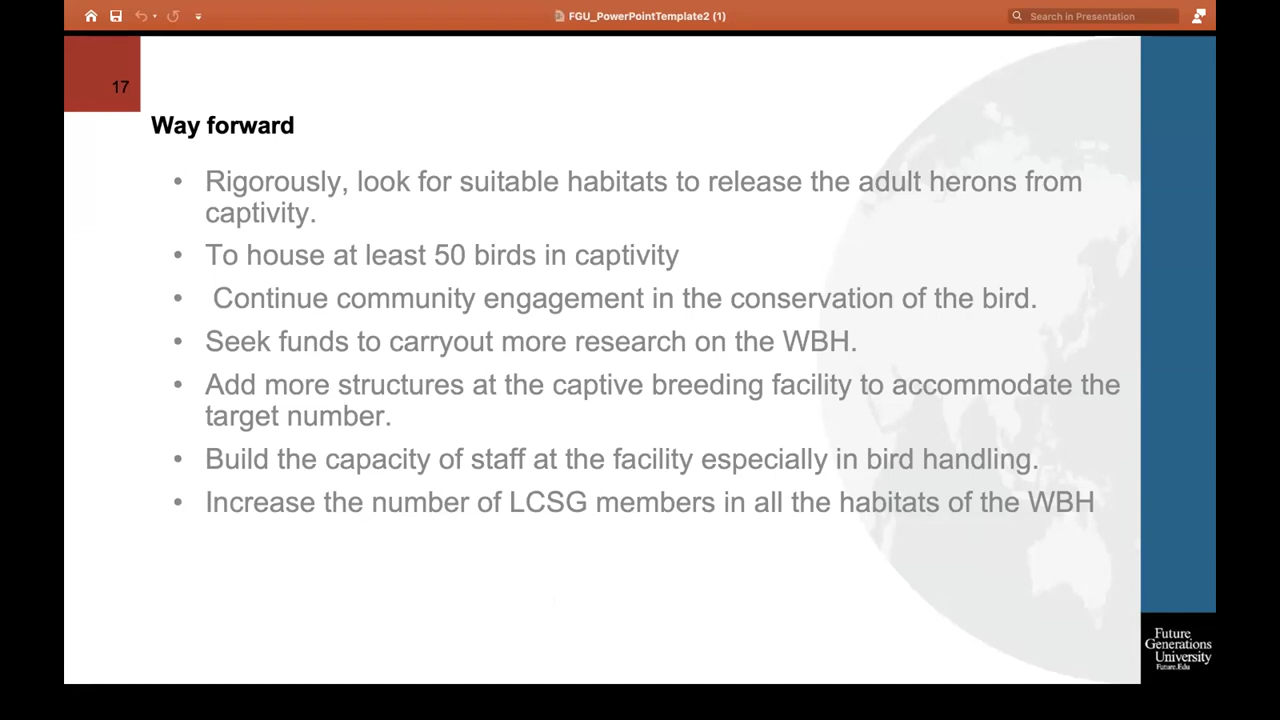 FGU_PowerPointTemplate2 (1)
Search in Presentation
17
Way forward
• Rigorously, look for suitable habitats to release the adult herons from
captivity.
• To house at least 50 birds in captivity
• Continue community engagement in the conservation of the bird.
• Seek funds to carryout more research on the WBH.
• Add more structures at the captive breeding facility to accommodate the
target number.
• Build the capacity of staff at the facility especially in bird handling.
• Increase the number of LCSG members in all the habitats of the WBH
Future
Generations
University
Future.Edu